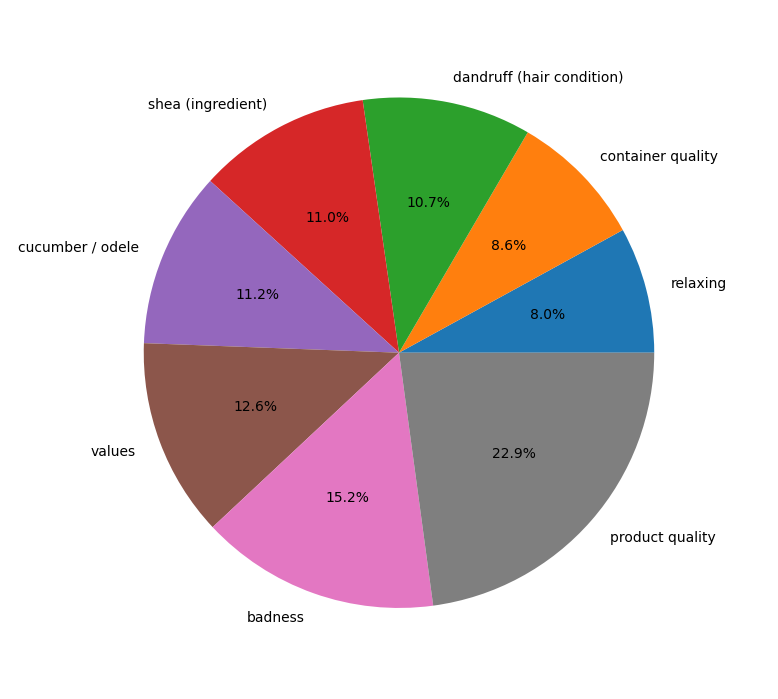 dandruff (hair condition)
shea (ingredient)
container quality
10.7%
11.0%
8.6%
cucumber / odele
relaxing
11.2%
8.0%
12.6%
values
22.9%
15.2%
product quality
badness